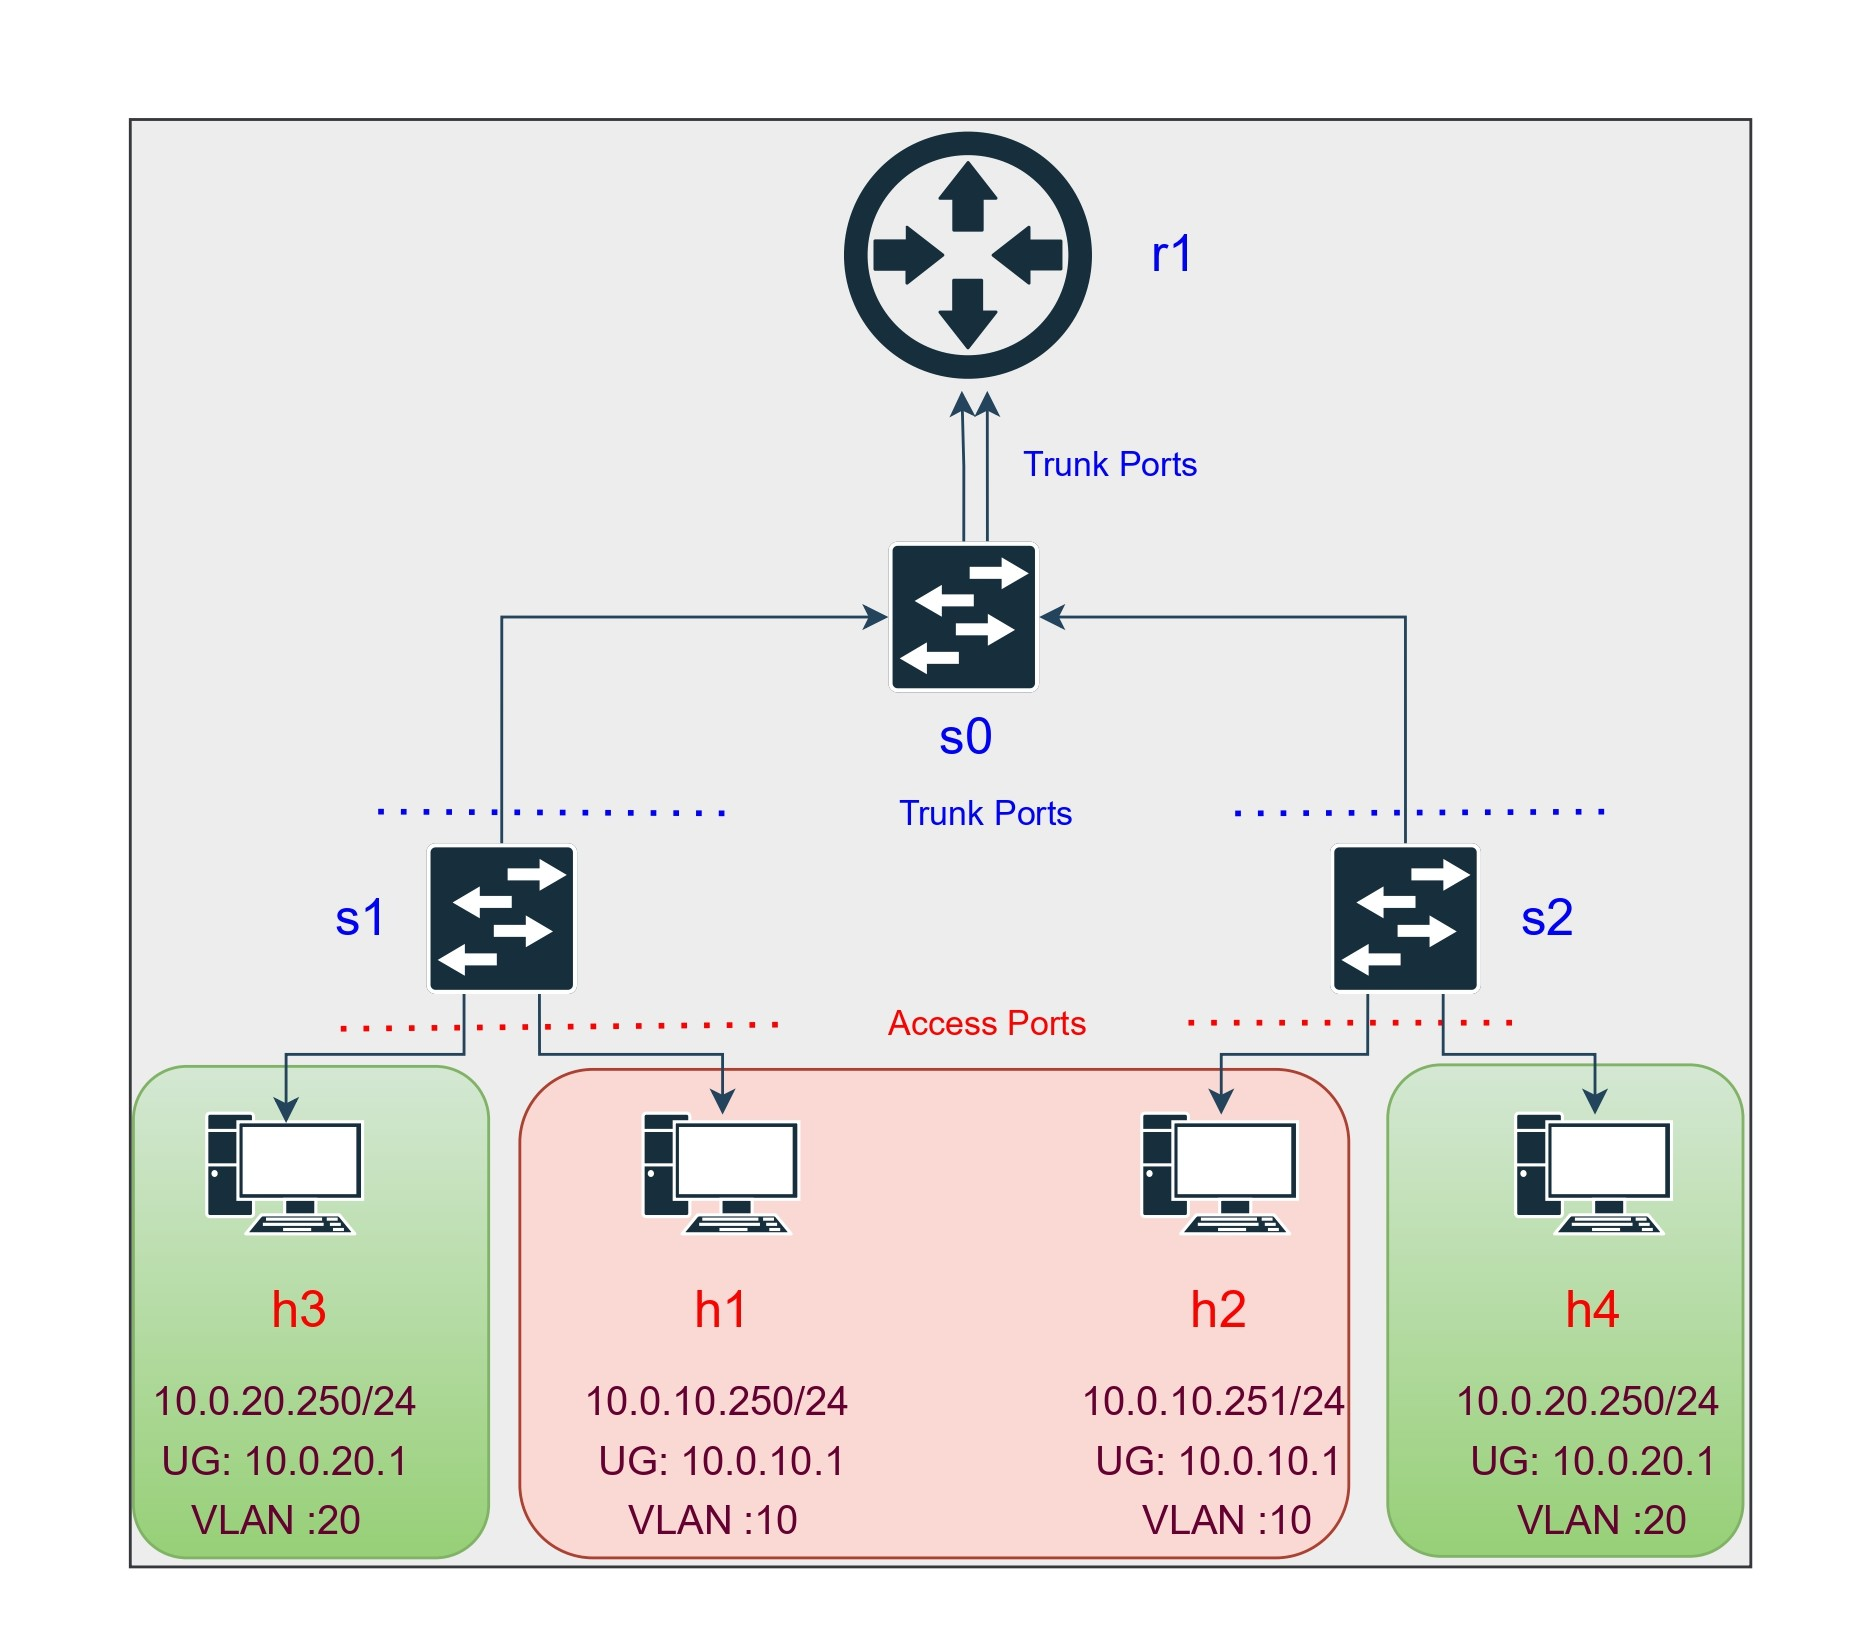 r1
Trunk Ports
s0
Trunk Ports
s1
s2
Access Ports
h3
h1
h2
h4
10.0.20.250/24
10.0.10.250/24
10.0.10.251/24
10.0.20.250/24
UG: 10.0.20.1
UG: 10.0.10.1
UG: 10.0.10.1
UG: 10.0.20.1
VLAN :20
VLAN :10
VLAN :10
VLAN :20